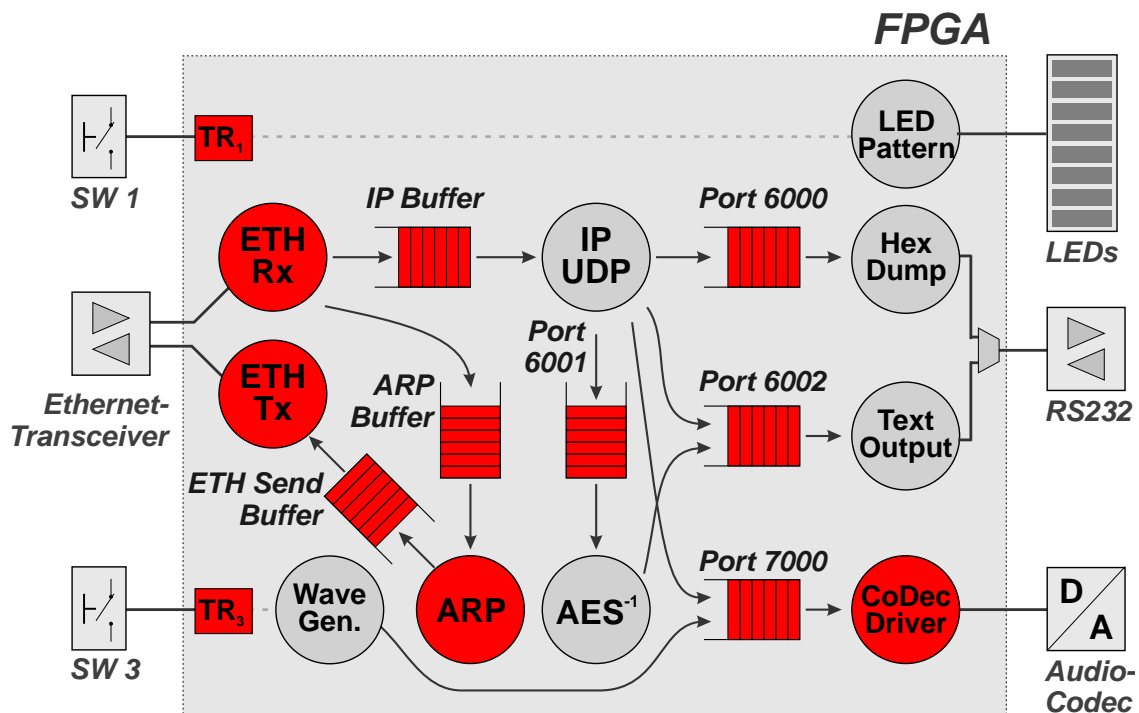 FPGA
TR1
SW 1
LED
Pattern
LEDs
IP Buffer
Port 6000
ETH
Rx
IP
UDP
Hex
Dump
Port
6001
ETH
Tx
ARP
Buffer
Port 6002
Text
Output
RS232
Ethernet-
Transceiver
ETH Send
Buffer
Port 7000
TR3
SW 3
Wave
Gen.
ARP
AES-1
CoDec
Driver
D
A
Audio-
Codec